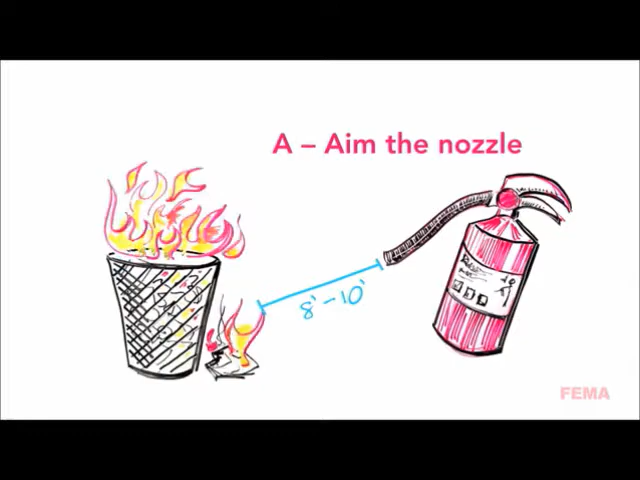 A – Aim the nozzle
8' – 10'
FEMA